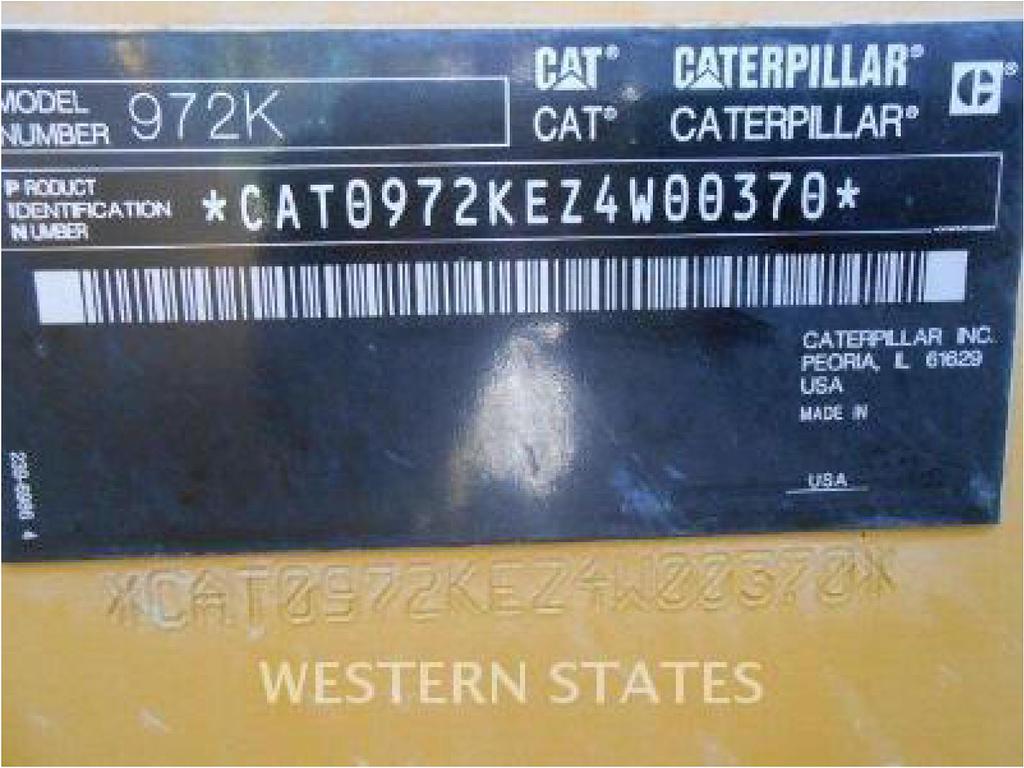 CAT® CATERPILLAR®
MODEL NUMBER 972K
CAT® CATERPILLAR®
PRODUCT
IDENTIFICATION
NUMBER
*CAT0972KEZ4W00370*
CATERPILLAR INC.
PEORIA, IL 61629
USA
MADE IN
USA
*CAT0972KEZ4W00370*
WESTERN STATES